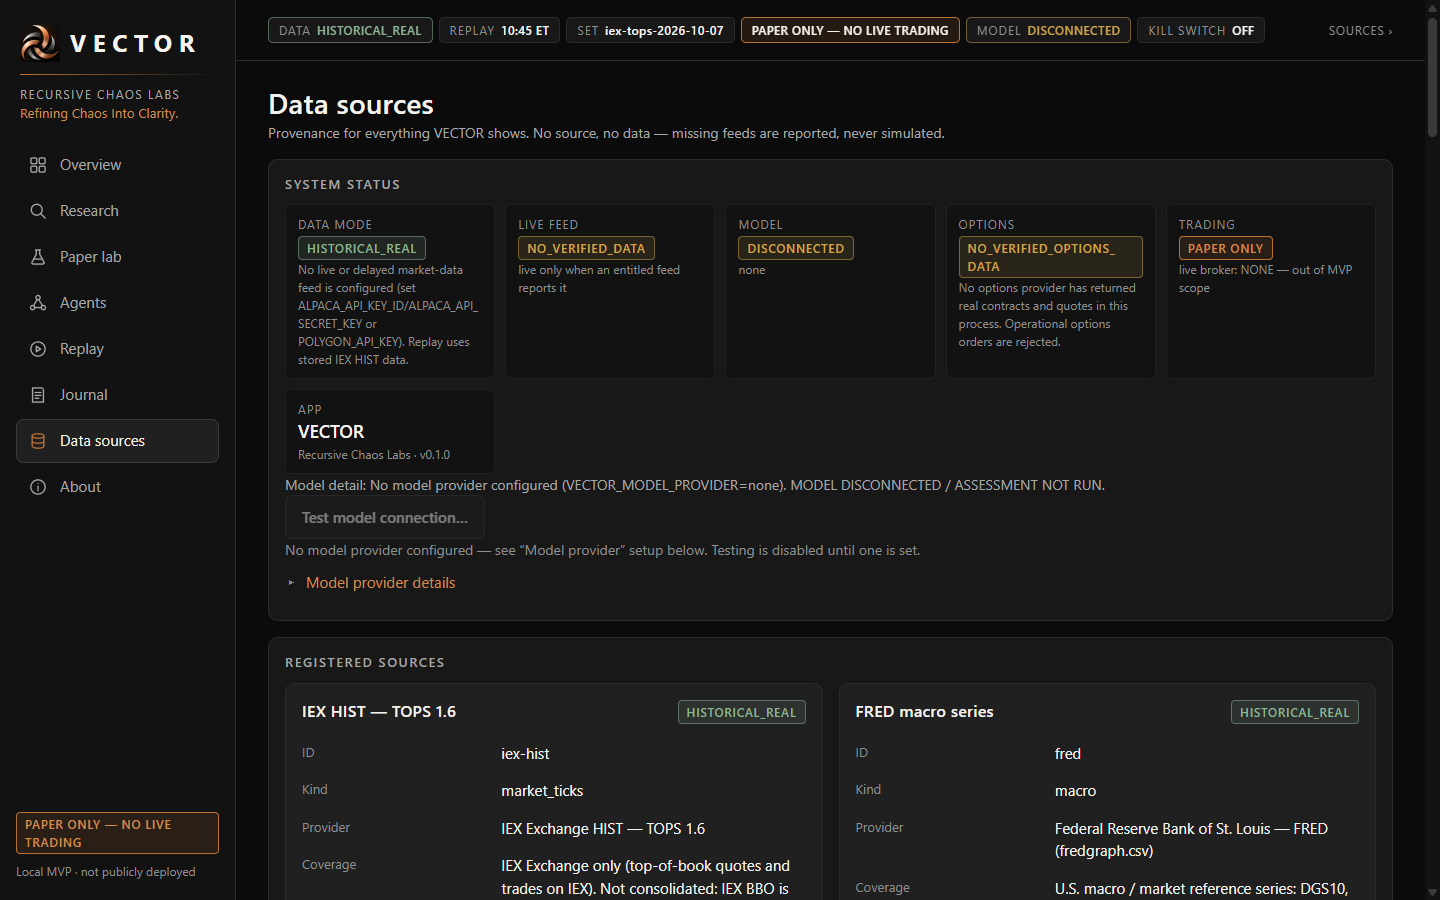 VECTOR
RECURSIVE CHAOS LABS
Refining Chaos Into Clarity.
Overview
Research
Paper lab
Agents
Replay
Journal
Data sources
About
PAPER ONLY — NO LIVE
TRADING
Local MVP · not publicly deployed
DATA HISTORICAL_REAL
REPLAY 10:45 ET
SET iex-tops-2026-10-07
PAPER ONLY — NO LIVE TRADING
MODEL DISCONNECTED
KILL SWITCH OFF
SOURCES ›
Data sources
Provenance for everything VECTOR shows. No source, no data — missing feeds are reported, never simulated.
SYSTEM STATUS
DATA MODE
HISTORICAL_REAL
No live or delayed market-data
feed is configured (set
ALPACA_API_KEY_ID/ALPACA_API_
SECRET_KEY or
POLYGON_API_KEY). Replay uses
stored IEX HIST data.
LIVE FEED
NO_VERIFIED_DATA
live only when an entitled feed
reports it
MODEL
DISCONNECTED
none
OPTIONS
NO_VERIFIED_OPTIONS_
DATA
No options provider has returned
real contracts and quotes in this
process. Operational options
orders are rejected.
TRADING
PAPER ONLY
live broker: NONE — out of MVP
scope
APP
VECTOR
Recursive Chaos Labs · v0.1.0
Model detail: No model provider configured (VECTOR_MODEL_PROVIDER=none). MODEL DISCONNECTED / ASSESSMENT NOT RUN.
Test model connection...
No model provider configured — see “Model provider” setup below. Testing is disabled until one is set.
Model provider details
REGISTERED SOURCES
IEX HIST — TOPS 1.6
HISTORICAL_REAL
ID
iex-hist
Kind
market_ticks
Provider
IEX Exchange HIST — TOPS 1.6
Coverage
IEX Exchange only (top-of-book quotes and
trades on IEX). Not consolidated: IEX BBO is
FRED macro series
HISTORICAL_REAL
ID
fred
Kind
macro
Provider
Federal Reserve Bank of St. Louis — FRED
(fredgraph.csv)
Coverage
U.S. macro / market reference series: DGS10,